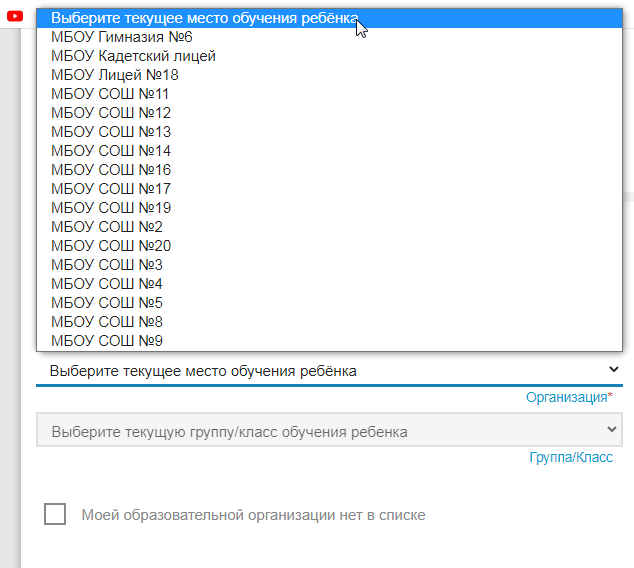 Выберите текущее место обучения ребёнка
МБОУ Гимназия №6
МБОУ Кадетский лицей
МБОУ Лицей №18
МБОУ СОШ №11
МБОУ СОШ №12
МБОУ СОШ №13
МБОУ СОШ №14
МБОУ СОШ №16
МБОУ СОШ №17
МБОУ СОШ №19
МБОУ СОШ №2
МБОУ СОШ №20
МБОУ СОШ №3
МБОУ СОШ №4
МБОУ СОШ №5
МБОУ СОШ №8
МБОУ СОШ №9
Выберите текущее место обучения ребёнка
Организация*
Выберите текущую группу/класс обучения ребенка
Группа/Класс
Моей образовательной организации нет в списке